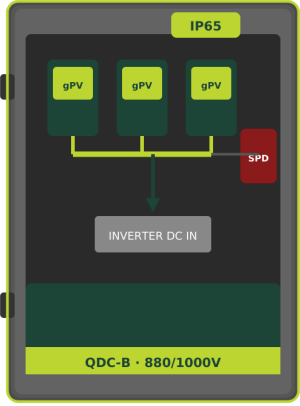 IP65
gPV gPV gPV
SPD
INVERTER DC IN
QDC-B · 880/1000V